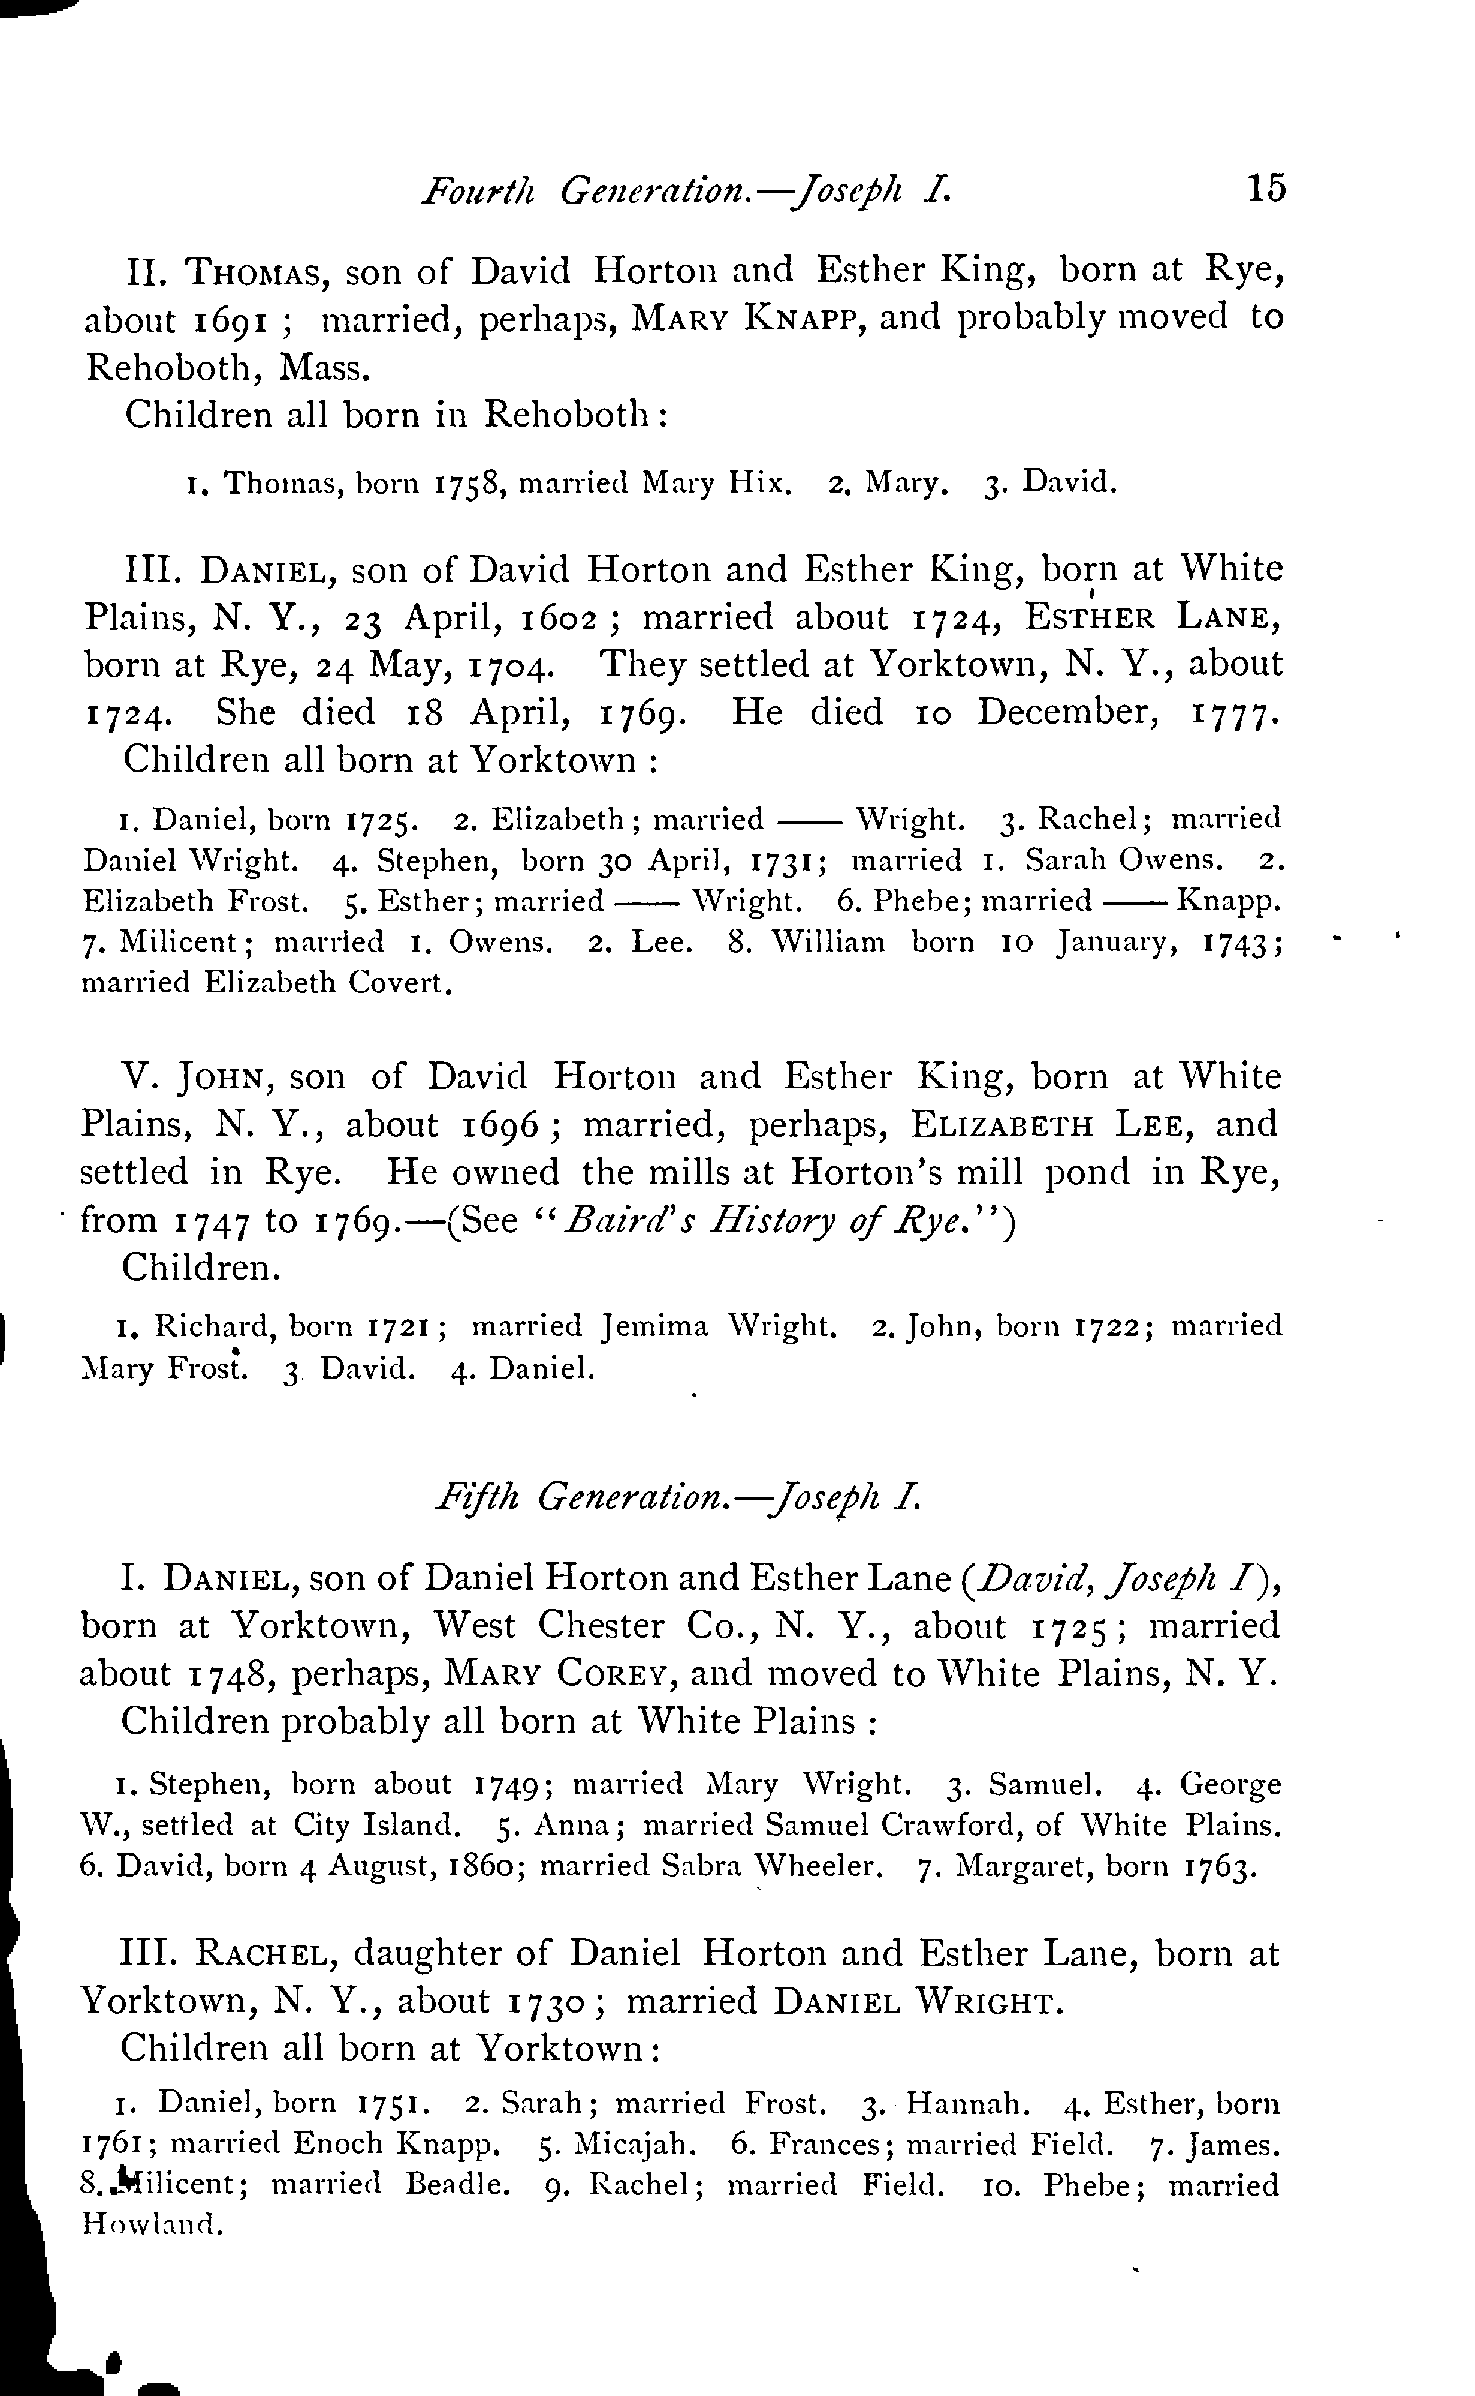 Fourth Generation.—Joseph I. 15
II. THOMAS, son of David Horton and Esther King, born at Rye,
about 1691 ; married, perhaps, MARY KNAPP, and probably moved to
Rehoboth, Mass.
Children all born in Rehoboth :
1. Thomas, born 1758, married Mary Hix. 2. Mary. 3. David.
III. DANIEL, son of David Horton and Esther King, born at White
Plains, N. Y., 23 April, 1602 ; married about 1724, ESTHER LANE,
born at Rye, 24 May, 1704. They settled at Yorktown, N. Y., about
1724. She died 18 April, 1769. He died 10 December, 1777.
Children all born at Yorktown :
1. Daniel, born 1725. 2. Elizabeth ; married —— Wright. 3. Rachel; married
Daniel Wright. 4. Stephen, born 30 April, 1731; married 1. Sarah Owens. 2.
Elizabeth Frost. 5. Esther; married —— Wright. 6. Phebe; married —— Knapp.
7. Milicent ; married 1. Owens. 2. Lee. 8. William born 10 January, 1743;
married Elizabeth Covert.
V. JOHN, son of David Horton and Esther King, born at White
Plains, N. Y., about 1696 ; married, perhaps, ELIZABETH LEE, and
settled in Rye. He owned the mills at Horton's mill pond in Rye,
from 1747 to 1769.—(See "Baird's History of Rye.")
Children.
1. Richard, born 1721 ; married Jemima Wright. 2. John, born 1722; married
Mary Frost. 3. David. 4. Daniel.
Fifth Generation.—Joseph I.
I. DANIEL, son of Daniel Horton and Esther Lane (David, Joseph I),
born at Yorktown, West Chester Co., N. Y., about 1725 ; married
about 1748, perhaps, MARY COREY, and moved to White Plains, N. Y.
Children probably all born at White Plains :
1. Stephen, born about 1749; married Mary Wright. 3. Samuel. 4. George
W., settled at City Island. 5. Anna; married Samuel Crawford, of White Plains.
6. David, born 4 August, 1860; married Sabra Wheeler. 7. Margaret, born 1763.
III. RACHEL, daughter of Daniel Horton and Esther Lane, born at
Yorktown, N. Y., about 1730 ; married DANIEL WRIGHT.
Children all born at Yorktown :
1. Daniel, born 1751. 2. Sarah; married Frost. 3. Hannah. 4. Esther, born
1761; married Enoch Knapp. 5. Micajah. 6. Frances; married Field. 7. James.
8. Milicent; married Beadle. 9. Rachel; married Field. 10. Phebe; married
Howland.